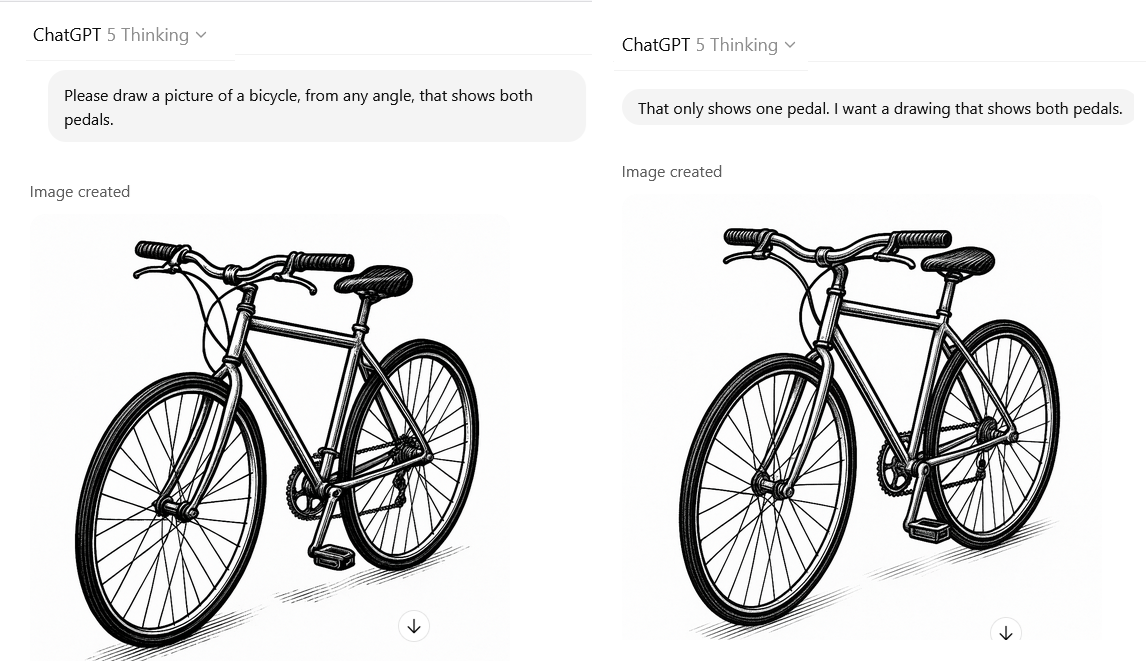 ChatGPT 5 Thinking
Please draw a picture of a bicycle, from any angle, that shows both
pedals.
Image created
ChatGPT 5 Thinking
That only shows one pedal. I want a drawing that shows both pedals.
Image created